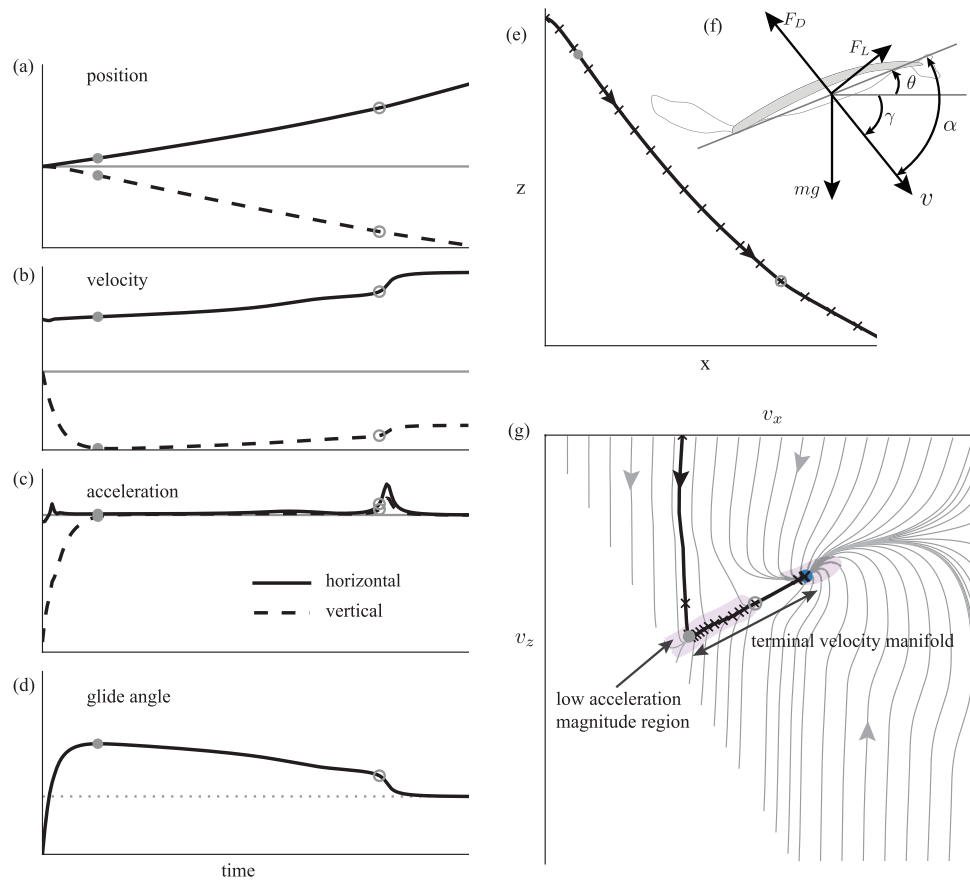 (a)
position
(b)
velocity
(c)
acceleration
horizontal
vertical
(d)
glide angle
time
(e)
z
x
(f)
F_D
F_L
θ
γ
α
mg
v
(g)
v_x
v_z
terminal velocity manifold
low acceleration
magnitude region